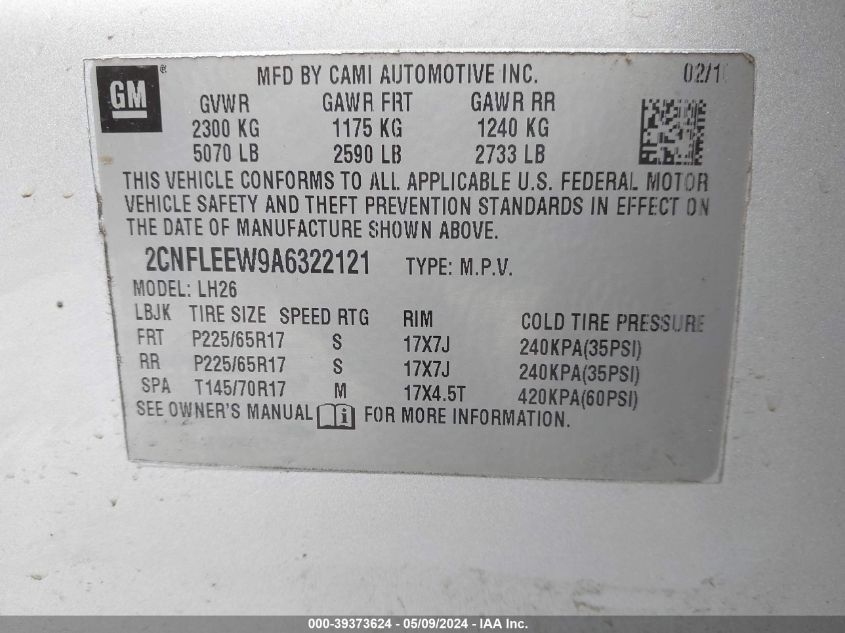 GM ®
MFD BY CAMI AUTOMOTIVE INC. 02/1
GVWR GAWR FRT GAWR RR
2300 KG 1175 KG 1240 KG
5070 LB 2590 LB 2733 LB
THIS VEHICLE CONFORMS TO ALL APPLICABLE U.S. FEDERAL MOTOR
VEHICLE SAFETY AND THEFT PREVENTION STANDARDS IN EFFECT ON
THE DATE OF MANUFACTURE SHOWN ABOVE.
2CNFLEEW9A6322121 TYPE: M.P.V.
MODEL: LH26
LBJK TIRE SIZE SPEED RTG RIM COLD TIRE PRESSURE
FRT P225/65R17 S 17X7J 240KPA(35PSI)
RR P225/65R17 S 17X7J 240KPA(35PSI)
SPA T145/70R17 M 17X4.5T 420KPA(60PSI)
SEE OWNER'S MANUAL i FOR MORE INFORMATION.
000-39373624 - 05/09/2024 - IAA Inc.